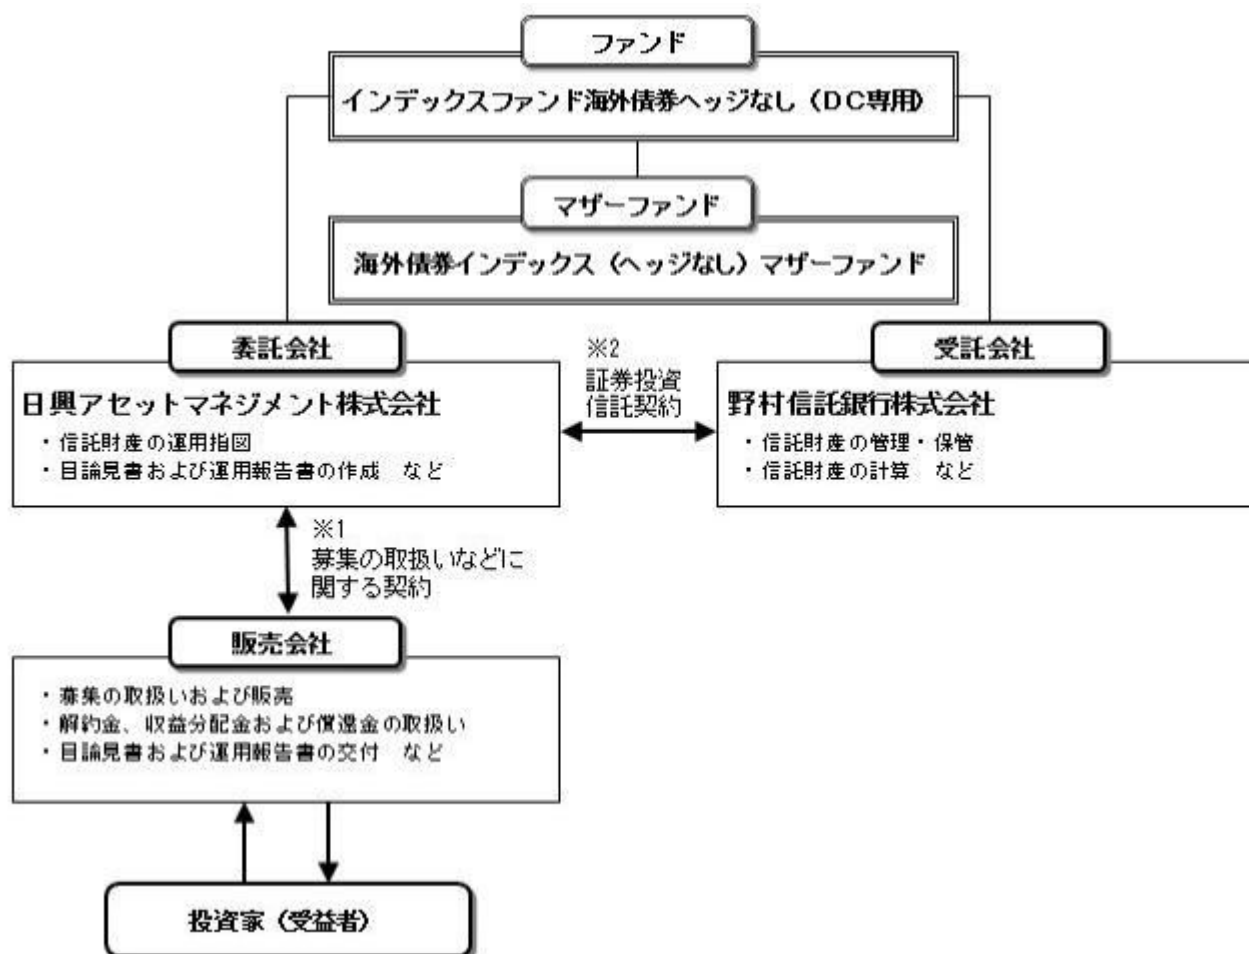 ファンド
インデックスファンド海外債券ヘッジなし（DC専用）
マザーファンド
海外債券インデックス（ヘッジなし）マザーファンド
委託会社
日興アセットマネジメント株式会社
・信託財産の運用指図
・目論見書および運用報告書の作成　など
※2
証券投資
信託契約
受託会社
野村信託銀行株式会社
・信託財産の管理・保管
・信託財産の計算　など
※1
募集の取扱いなどに
関する契約
販売会社
・募集の取扱いおよび販売
・解約金、収益分配金および償還金の取扱い
・目論見書および運用報告書の交付　など
投資家（受益者）